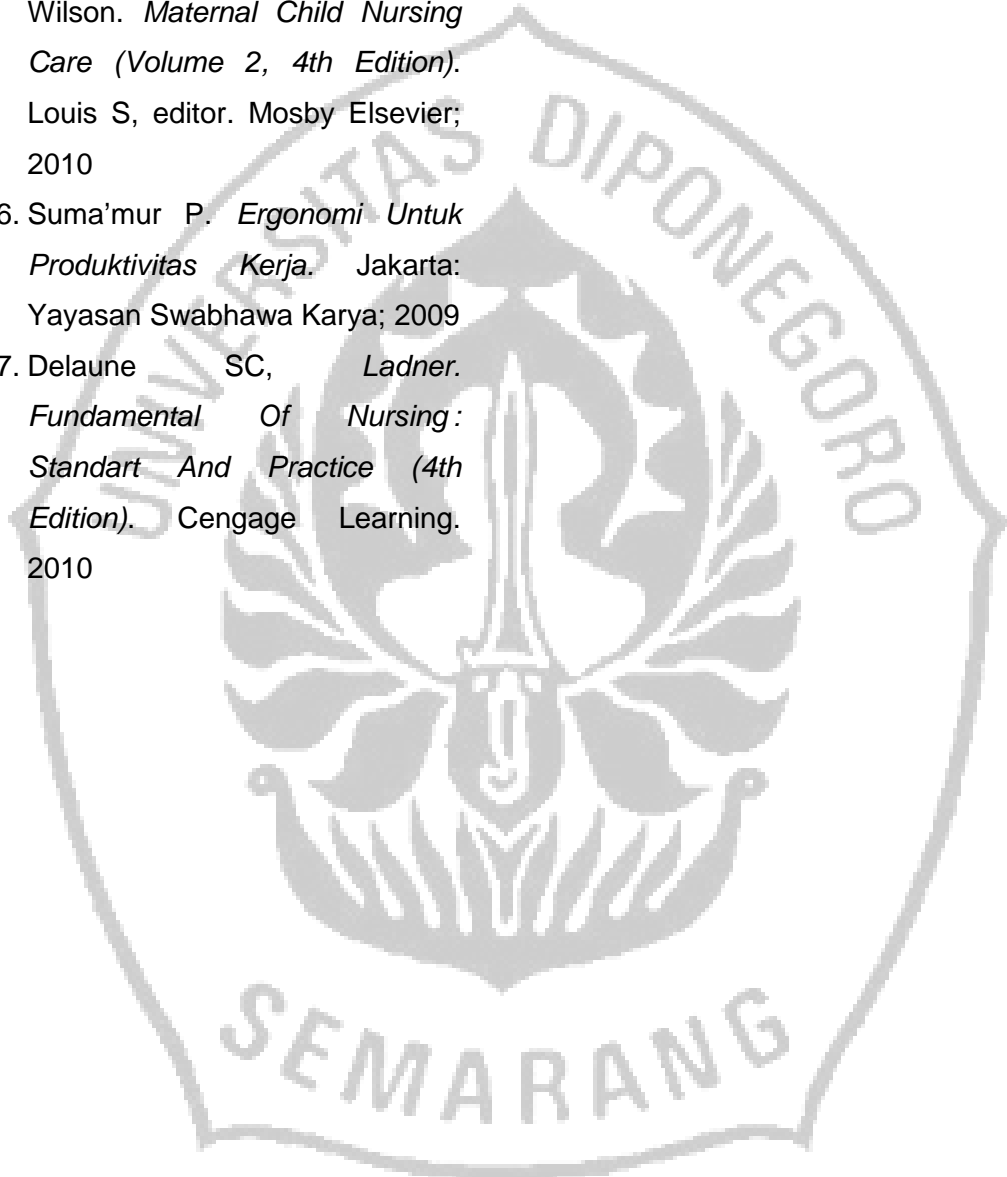 Wilson. Maternal Child Nursing
Care (Volume 2, 4th Edition).
Louis S, editor. Mosby Elsevier;
2010
6. Suma’mur P. Ergonomi Untuk
Produktivitas Kerja. Jakarta:
Yayasan Swabhawa Karya; 2009
7. Delaune SC, Ladner.
Fundamental Of Nursing :
Standart And Practice (4th
Edition). Cengage Learning.
2010
UNIVERSITAS DIPONEGORO
SEMARANG